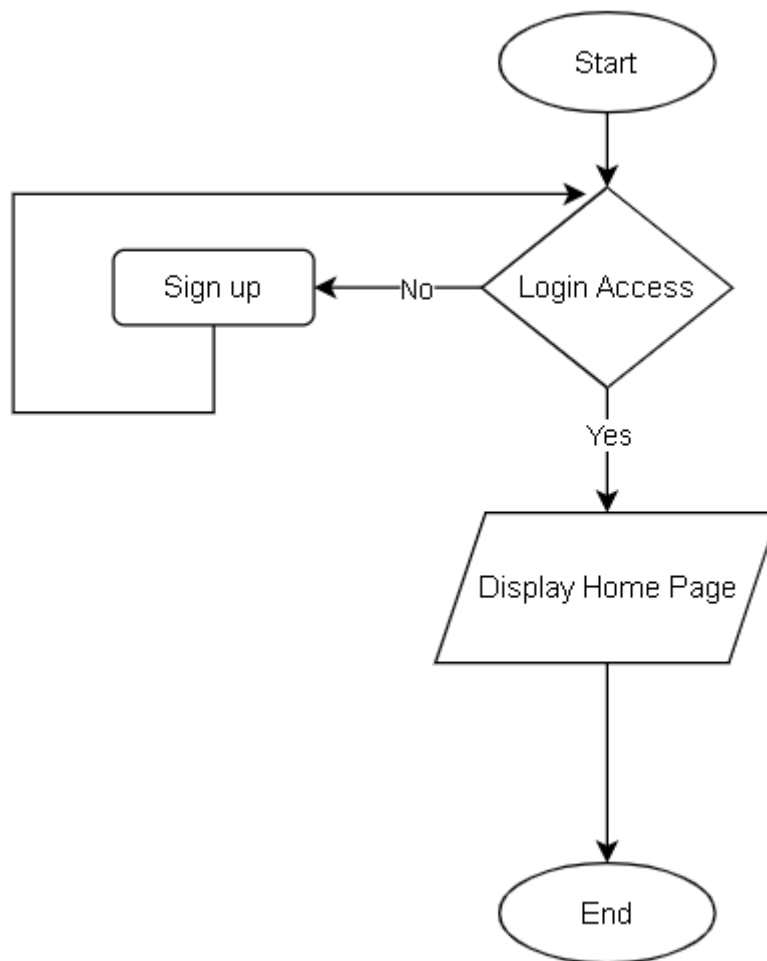 Start
Login Access
No
Sign up
Yes
Display Home Page
End